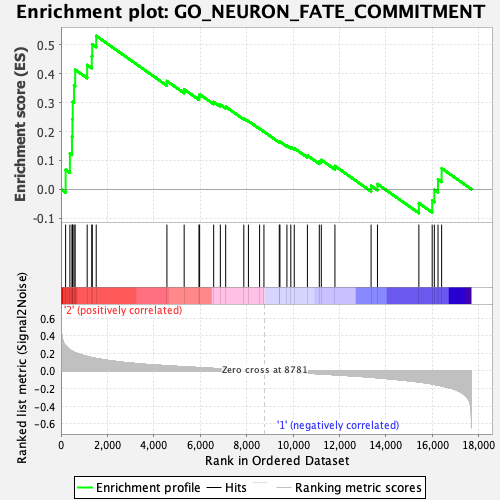 Enrichment plot: GO_NEURON_FATE_COMMITMENT
Enrichment score (ES)
0.5
0.4
0.3
0.2
0.1
0.0
-0.1
'2' (positively correlated)
Ranked list metric (Signal2Noise)
0.6
0.4
0.2
0.0
-0.2
-0.4
-0.6
Zero cross at 8781
'1' (negatively correlated)
0 2,000 4,000 6,000 8,000 10,000 12,000 14,000 16,000 18,000
Rank in Ordered Dataset
Enrichment profile Hits Ranking metric scores